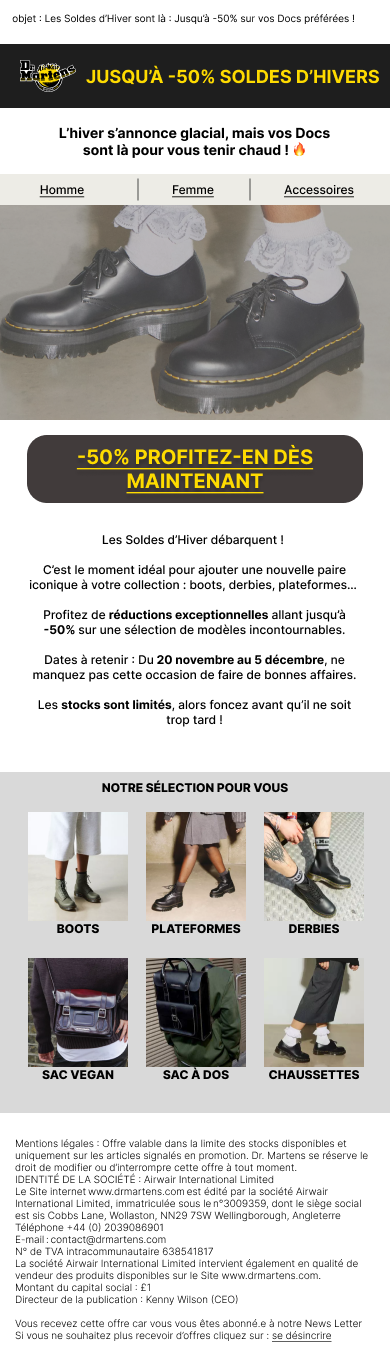 objet : Les Soldes d’Hiver sont là : Jusqu’à -50% sur vos Docs préférées !
Dr. Martens
JUSQU’À -50% SOLDES D’HIVERS
L’hiver s’annonce glacial, mais vos Docs
sont là pour vous tenir chaud ! 🔥
Homme
Femme
Accessoires
-50% PROFITEZ-EN DÈS
MAINTENANT
Les Soldes d’Hiver débarquent !
C’est le moment idéal pour ajouter une nouvelle paire
iconique à votre collection : boots, derbies, plateformes...
Profitez de réductions exceptionnelles allant jusqu’à
-50% sur une sélection de modèles incontournables.
Dates à retenir : Du 20 novembre au 5 décembre, ne
manquez pas cette occasion de faire de bonnes affaires.
Les stocks sont limités, alors foncez avant qu’il ne soit
trop tard !
NOTRE SÉLECTION POUR VOUS
BOOTS
PLATEFORMES
DERBIES
SAC VEGAN
SAC À DOS
CHAUSSETTES
Mentions légales : Offre valable dans la limite des stocks disponibles et
uniquement sur les articles signalés en promotion. Dr. Martens se réserve le
droit de modifier ou d’interrompre cette offre à tout moment.
IDENTITÉ DE LA SOCIÉTÉ : Airwair International Limited
Le Site internet www.drmartens.com est édité par la société Airwair
International Limited, immatriculée sous le n°3009359, dont le siège social
est sis Cobbs Lane, Wollaston, NN29 7SW Wellingborough, Angleterre
Téléphone +44 (0) 2039086901
E-mail : contact@drmartens.com
N° de TVA intracommunautaire 638541817
La société Airwair International Limited intervient également en qualité de
vendeur des produits disponibles sur le Site www.drmartens.com.
Montant du capital social : £1
Directeur de la publication : Kenny Wilson (CEO)
Vous recevez cette offre car vous vous êtes abonné.e à notre News Letter
Si vous ne souhaitez plus recevoir d’offres cliquez sur : se désincrire